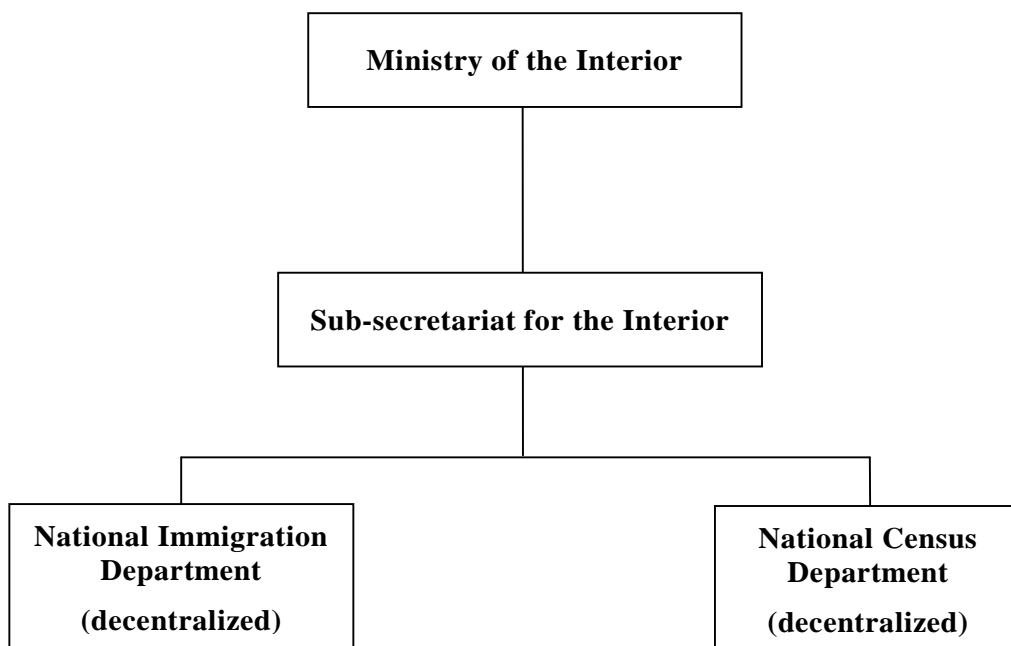 Ministry of the Interior
Sub-secretariat for the Interior
National Immigration
Department
(decentralized)
National Census
Department
(decentralized)